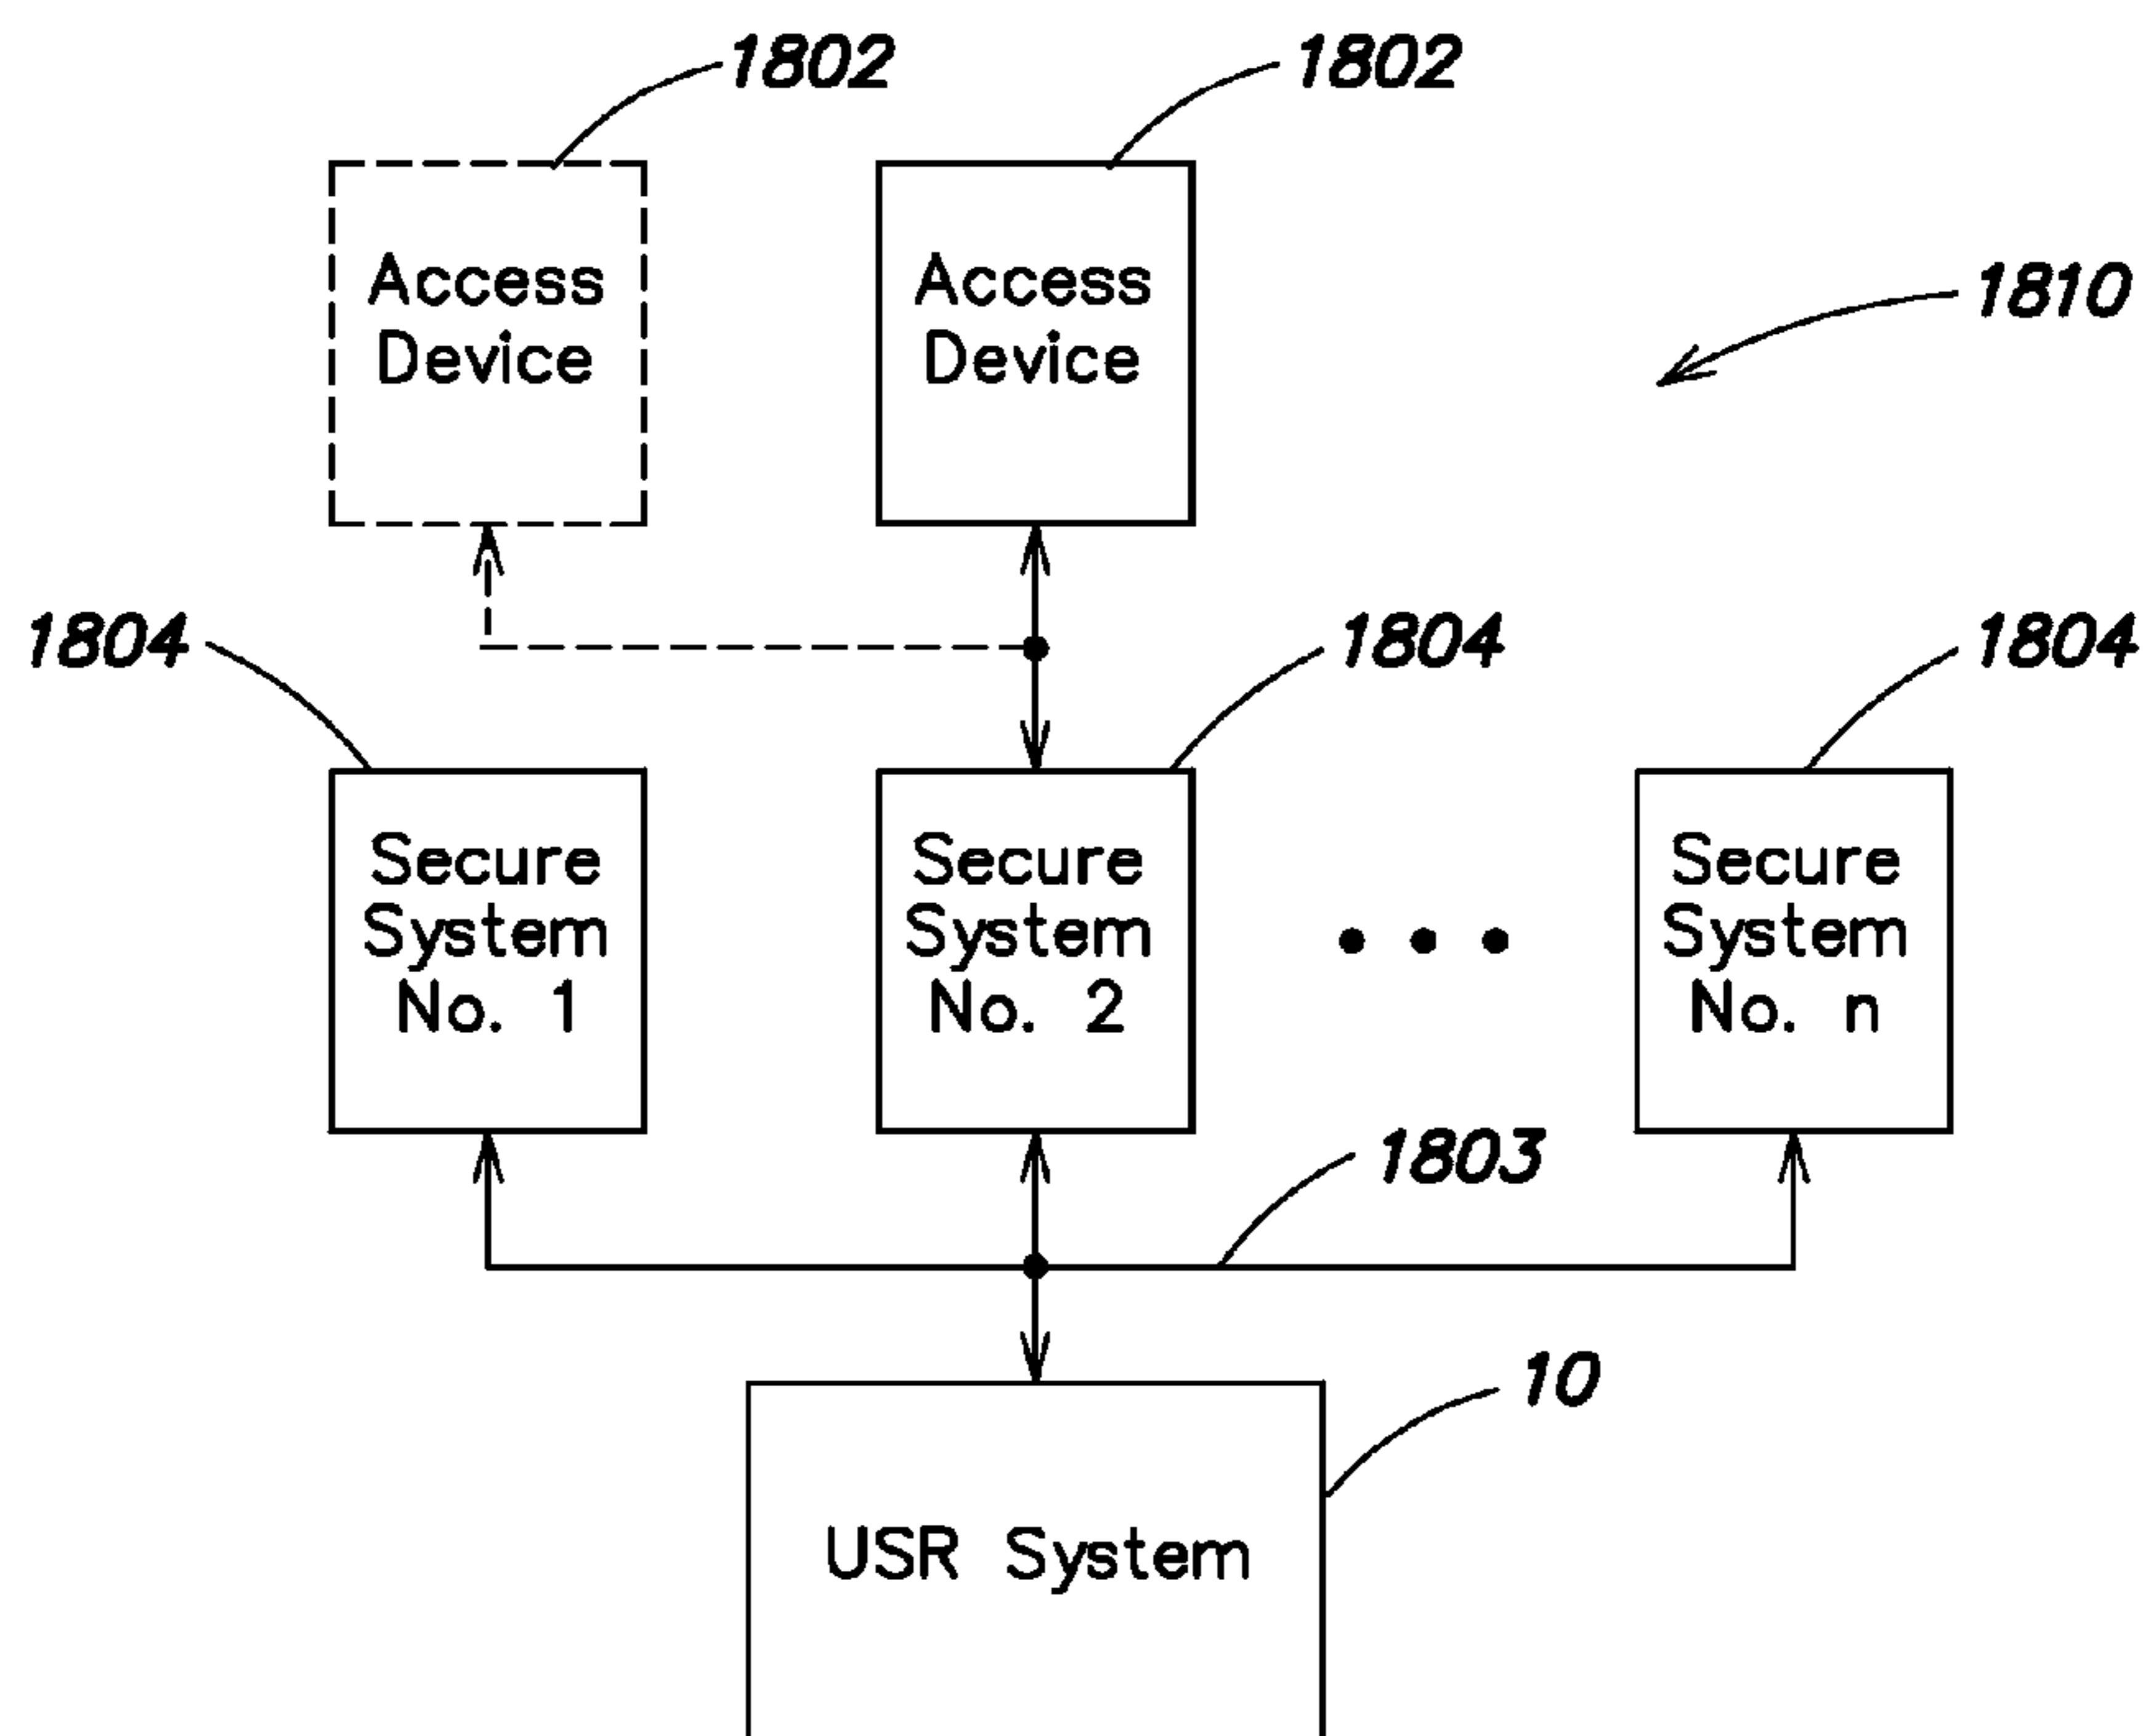 1802
1802
Access
Device
Access
Device
1810
1804
1804
1804
Secure
System
No. 1
Secure
System
No. 2
Secure
System
No. n
1803
10
USR System